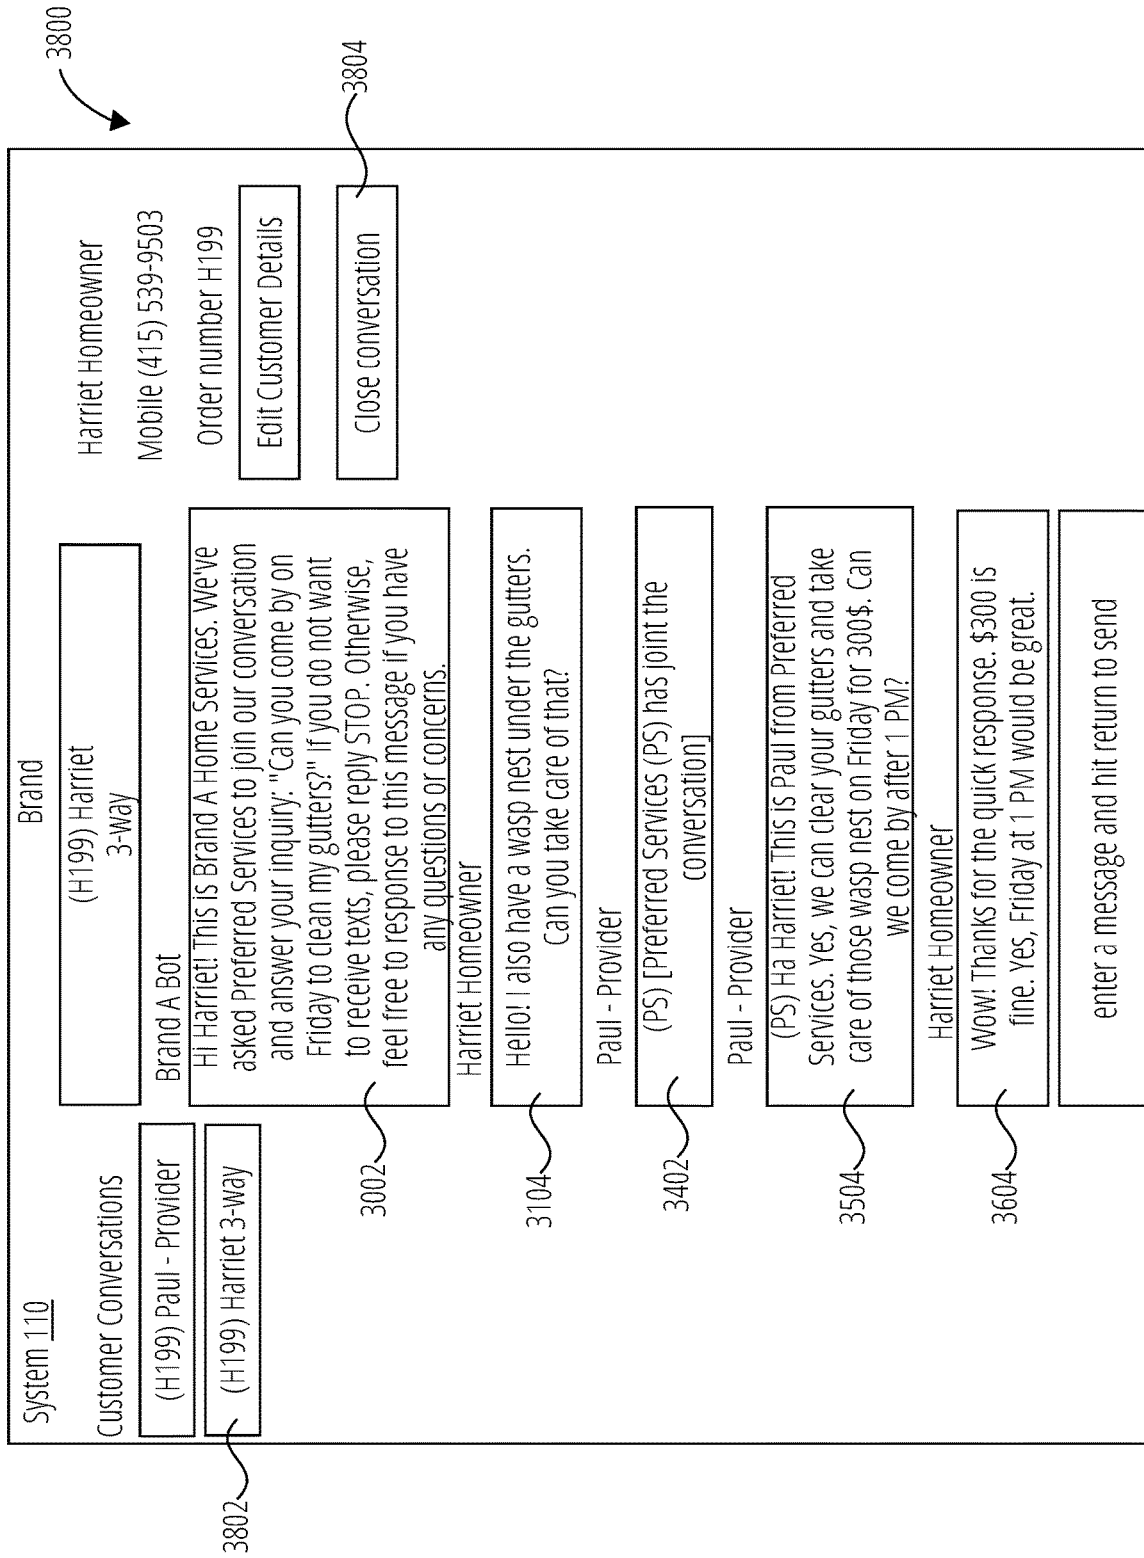 3800
System 110
Brand
Customer Conversations
(H199) Paul - Provider
(H199) Harriet 3-way
3802
(H199) Harriet
3-way
Brand A Bot
Hi Harriet! This is Brand A Home Services. We've
asked Preferred Services to join our conversation
and answer your inquiry: "Can you come by on
Friday to clean my gutters?" If you do not want
to receive texts, please reply STOP. Otherwise,
feel free to response to this message if you have
any questions or concerns.
3002
Harriet Homeowner
Hello! I also have a wasp nest under the gutters.
Can you take care of that?
3104
Paul - Provider
(PS) [Preferred Services (PS) has joint the
conversation]
3402
Paul - Provider
(PS) Ha Harriet! This is Paul from Preferred
Services. Yes, we can clear your gutters and take
care of those wasp nest on Friday for 300$. Can
we come by after 1 PM?
3504
Harriet Homeowner
Wow! Thanks for the quick response. $300 is
fine. Yes, Friday at 1 PM would be great.
3604
enter a message and hit return to send
Harriet Homeowner
Mobile (415) 539-9503
Order number H199
Edit Customer Details
Close conversation
3804